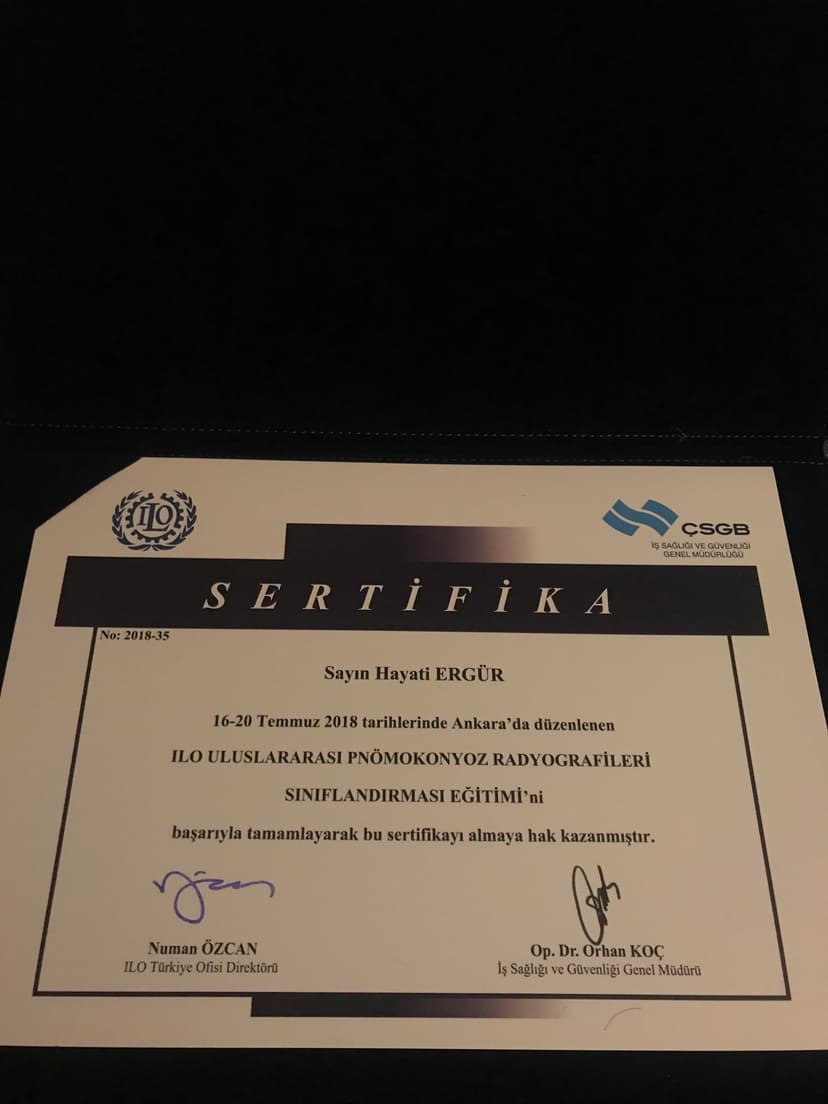 ILO
ÇSGB
İŞ SAĞLIĞI VE GÜVENLİĞİ
GENEL MÜDÜRLÜĞÜ
SERTİFİKA
No: 2018-35
Sayın Hayati ERGÜR
16-20 Temmuz 2018 tarihlerinde Ankara'da düzenlenen
ILO ULUSLARARASI PNÖMOKONYOZ RADYOGRAFİLERİ
SINIFLANDIRMASI EĞİTİMİ'ni
başarıyla tamamlayarak bu sertifikayı almaya hak kazanmıştır.
Numan ÖZCAN
ILO Türkiye Ofisi Direktörü
Op. Dr. Orhan KOÇ
İş Sağlığı ve Güvenliği Genel Müdürü